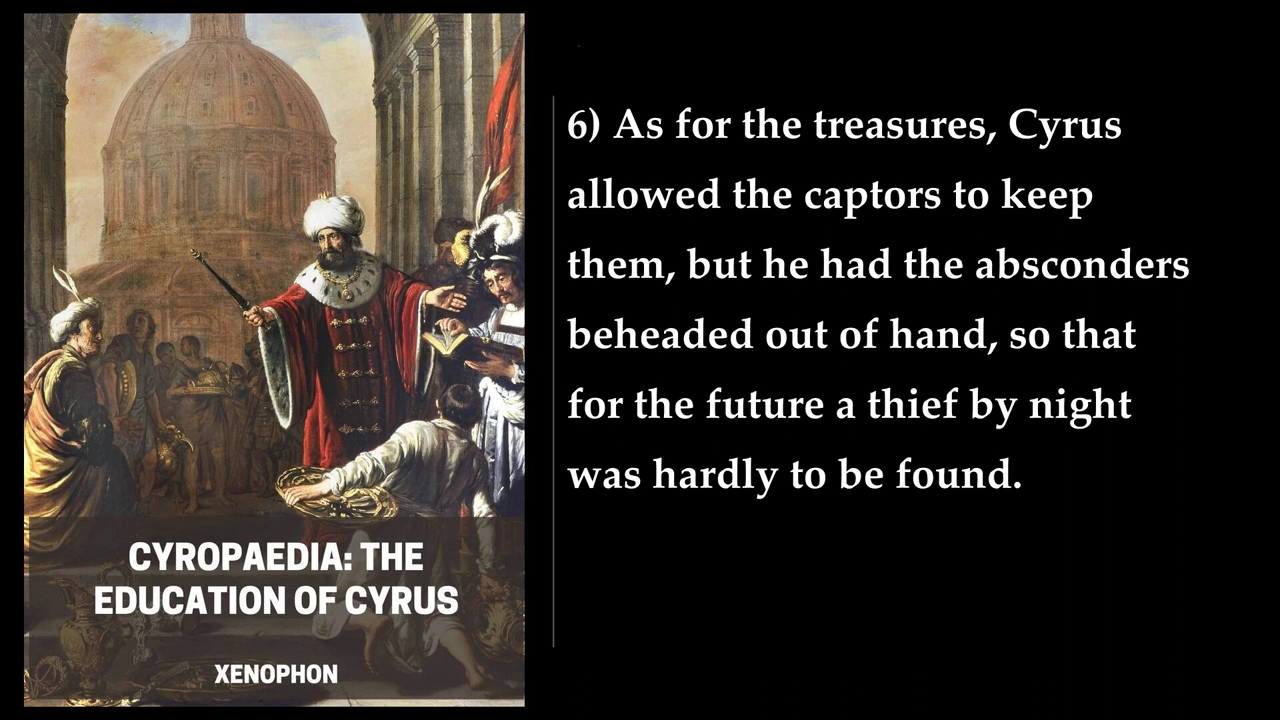 6) As for the treasures, Cyrus
allowed the captors to keep
them, but he had the absconders
beheaded out of hand, so that
for the future a thief by night
was hardly to be found.
CYROPAEDIA: THE
EDUCATION OF CYRUS
XENOPHON